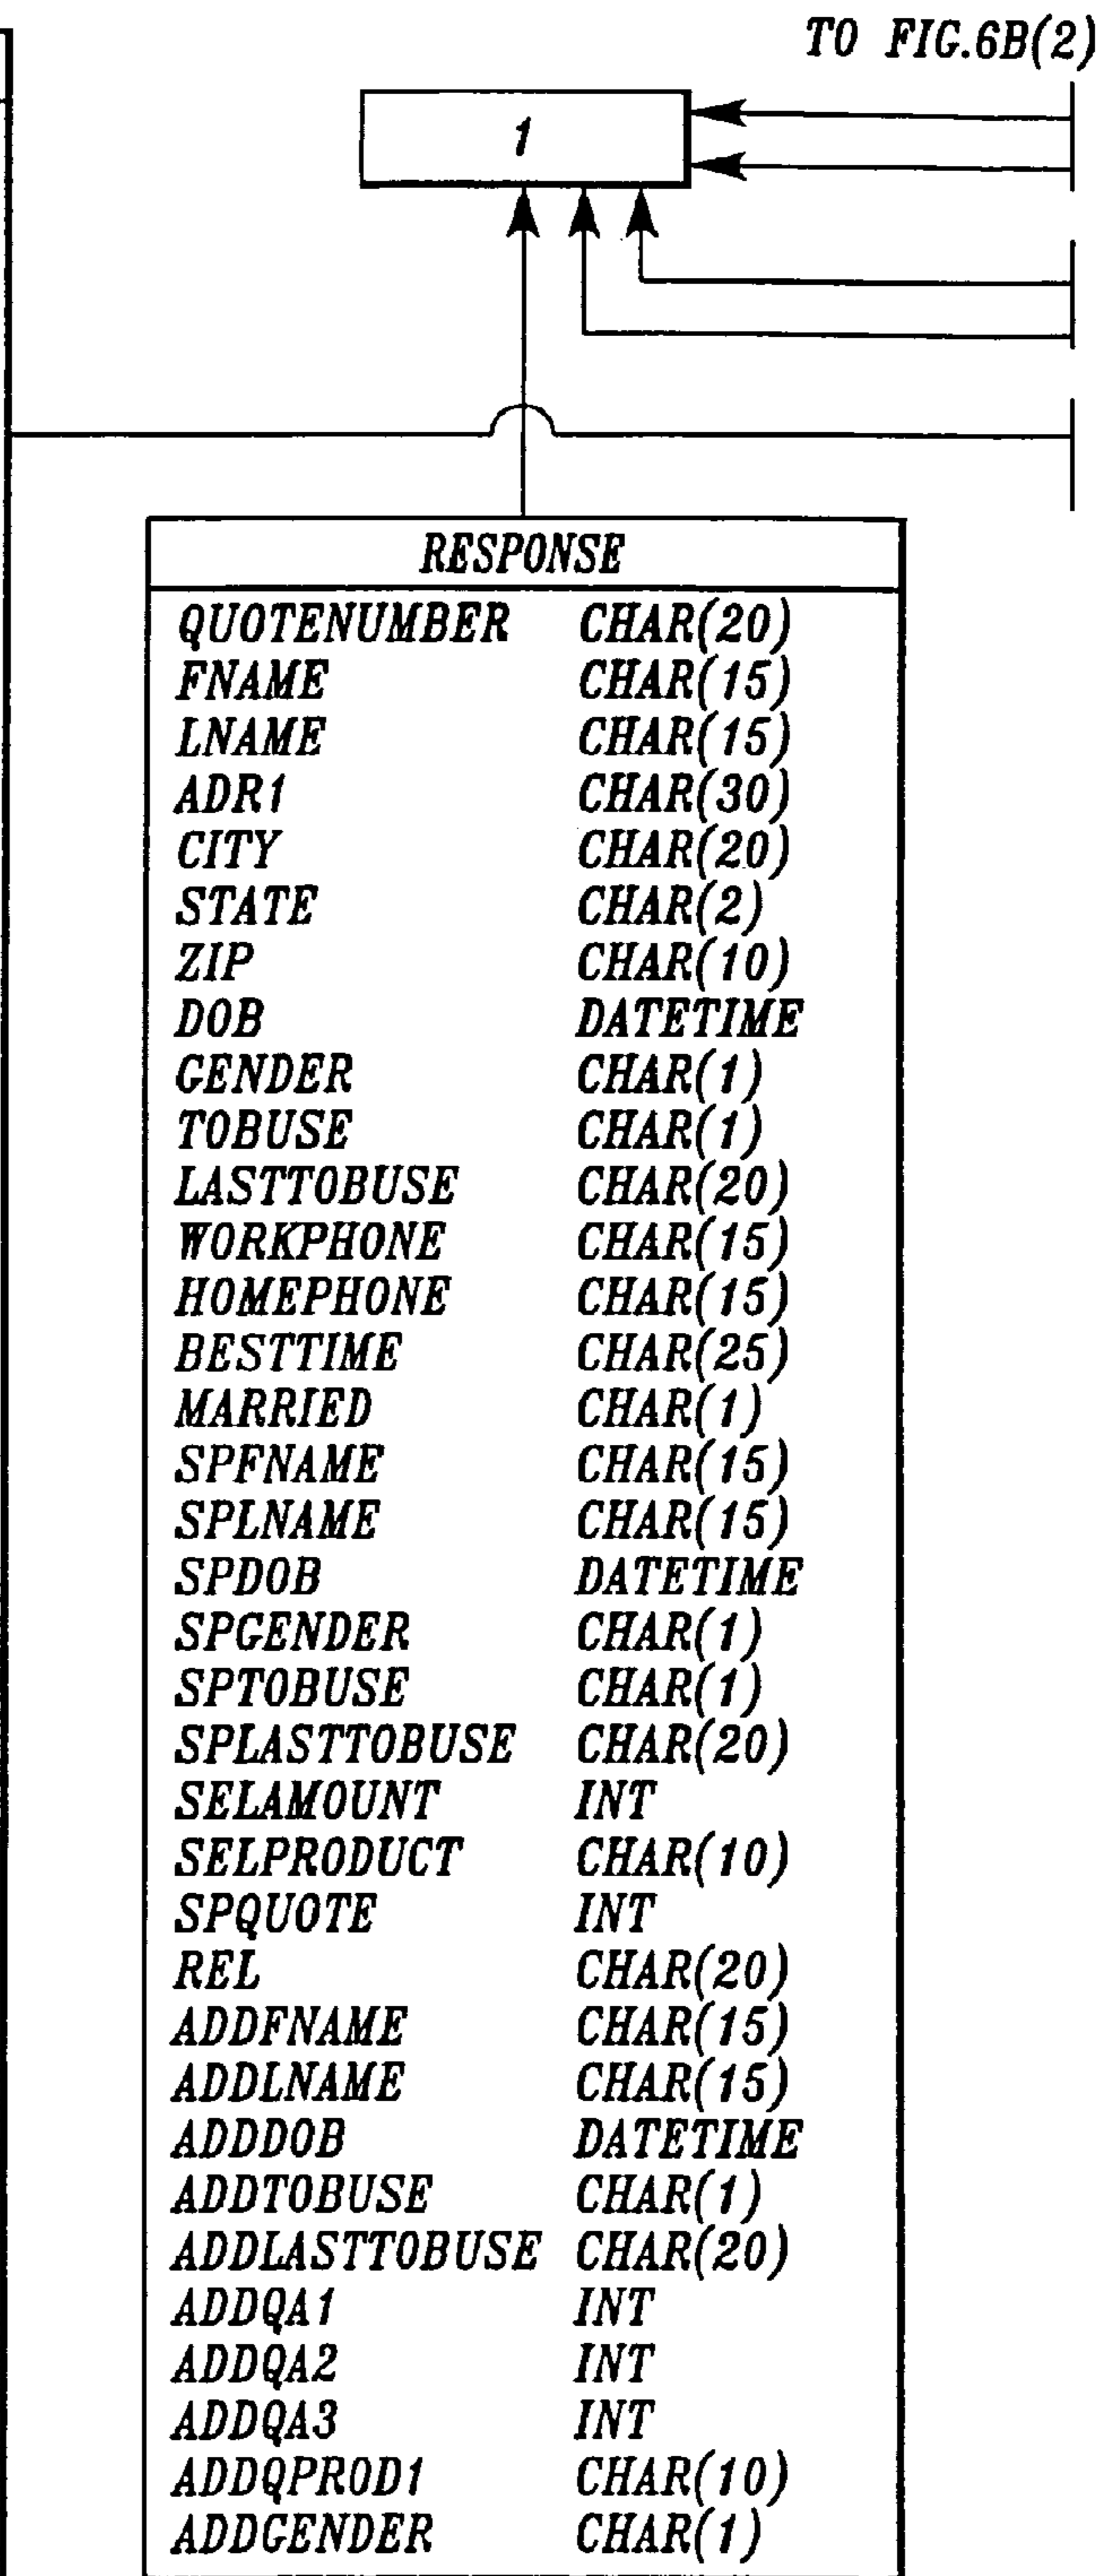 TO FIG.6B(2)
1
RESPONSE
QUOTENUMBER CHAR(20)
FNAME CHAR(15)
LNAME CHAR(15)
ADR1 CHAR(30)
CITY CHAR(20)
STATE CHAR(2)
ZIP CHAR(10)
DOB DATETIME
GENDER CHAR(1)
TOBUSE CHAR(1)
LASTTOBUSE CHAR(20)
WORKPHONE CHAR(15)
HOMEPHONE CHAR(15)
BESTTIME CHAR(25)
MARRIED CHAR(1)
SPFNAME CHAR(15)
SPLNAME CHAR(15)
SPDOB DATETIME
SPGENDER CHAR(1)
SPTOBUSE CHAR(1)
SPLASTTOBUSE CHAR(20)
SELAMOUNT INT
SELPRODUCT CHAR(10)
SPQUOTE INT
REL CHAR(20)
ADDFNAME CHAR(15)
ADDLNAME CHAR(15)
ADDDOB DATETIME
ADDTOBUSE CHAR(1)
ADDLASTTOBUSE CHAR(20)
ADDQA1 INT
ADDQA2 INT
ADDQA3 INT
ADDQPROD1 CHAR(10)
ADDGENDER CHAR(1)